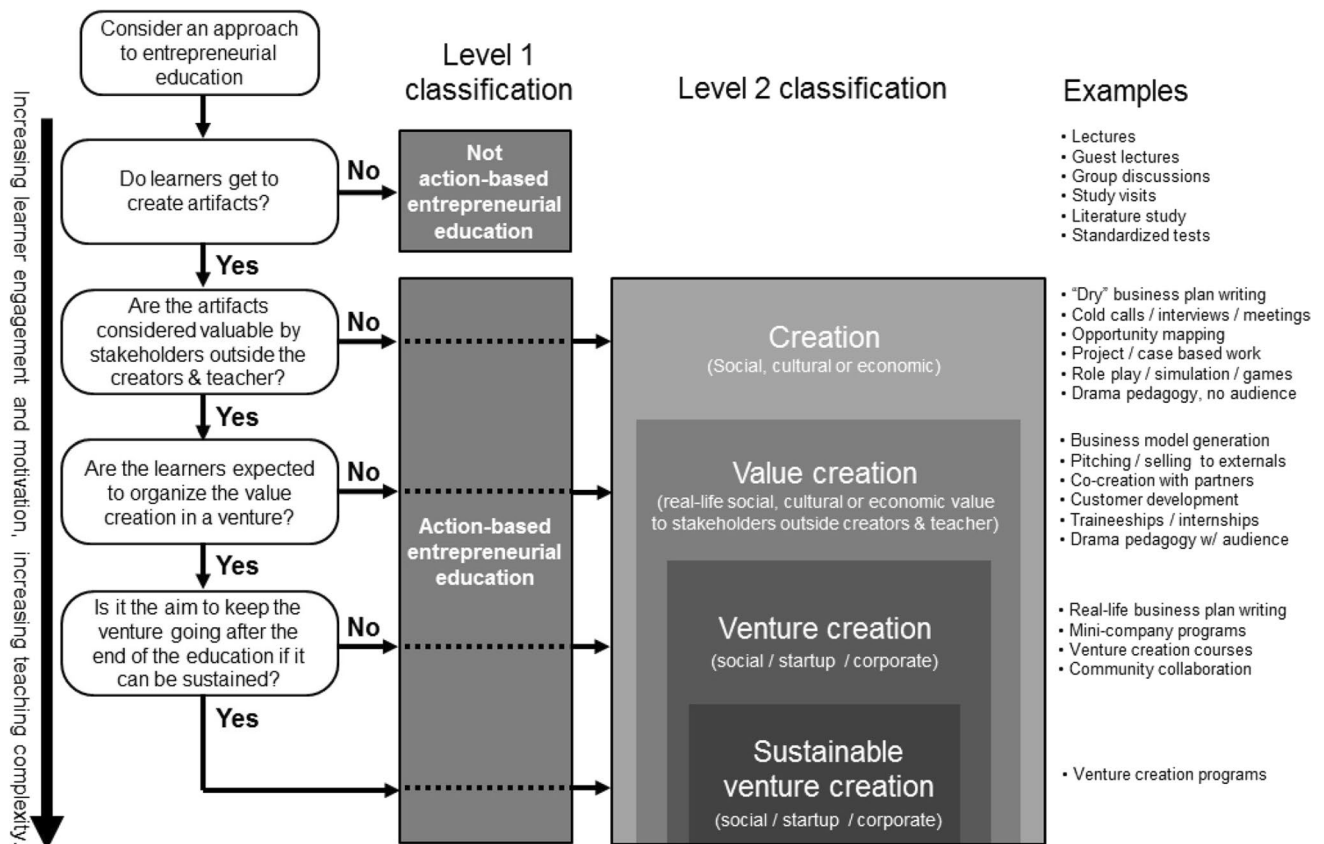 Consider an approach
to entrepreneurial
education
Level 1
classification
Level 2 classification
Examples
Increasing learner engagement and motivation, increasing teaching complexity.
Do learners get to
create artifacts?
No
Not
action-based
entrepreneurial
education
• Lectures
• Guest lectures
• Group discussions
• Study visits
• Literature study
• Standardized tests
Yes
Are the artifacts
considered valuable by
stakeholders outside the
creators & teacher?
No
Creation
(Social, cultural or economic)
• “Dry” business plan writing
• Cold calls / interviews / meetings
• Opportunity mapping
• Project / case based work
• Role play / simulation / games
• Drama pedagogy, no audience
Yes
Are the learners expected
to organize the value
creation in a venture?
No
Action-based
entrepreneurial
education
Value creation
(real-life social, cultural or economic value
to stakeholders outside creators & teacher)
• Business model generation
• Pitching / selling to externals
• Co-creation with partners
• Customer development
• Traineeships / internships
• Drama pedagogy w/ audience
Yes
Is it the aim to keep the
venture going after the
end of the education if it
can be sustained?
No
Venture creation
(social / startup / corporate)
• Real-life business plan writing
• Mini-company programs
• Venture creation courses
• Community collaboration
Yes
Sustainable
venture creation
(social / startup / corporate)
• Venture creation programs